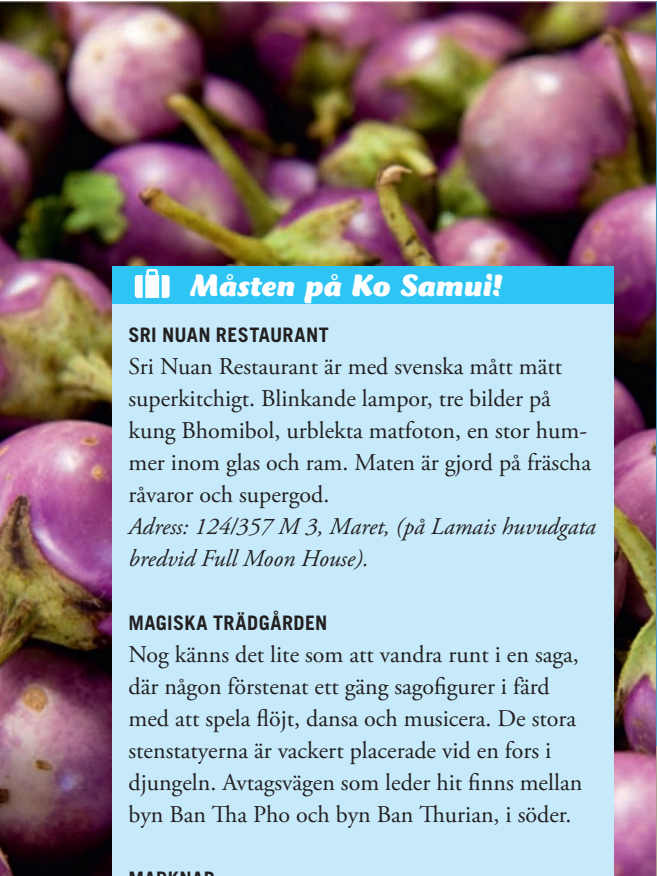 Måsten på Ko Samui!
SRI NUAN RESTAURANT
Sri Nuan Restaurant är med svenska mått mätt
superkitchigt. Blinkande lampor, tre bilder på
kung Bhomibol, urblekta matfoton, en stor hum-
mer inom glas och ram. Maten är gjord på fräscha
råvaror och supergod.
Adress: 124/357 M 3, Maret, (på Lamais huvudgata
bredvid Full Moon House).
MAGISKA TRÄDGÅRDEN
Nog känns det lite som att vandra runt i en saga,
där någon förstenat ett gäng sagofigurer i färd
med att spela flöjt, dansa och musicera. De stora
stenstatyerna är vackert placerade vid en fors i
djungeln. Avtagsvägen som leder hit finns mellan
byn Ban Tha Pho och byn Ban Thurian, i söder.
MARKNAD